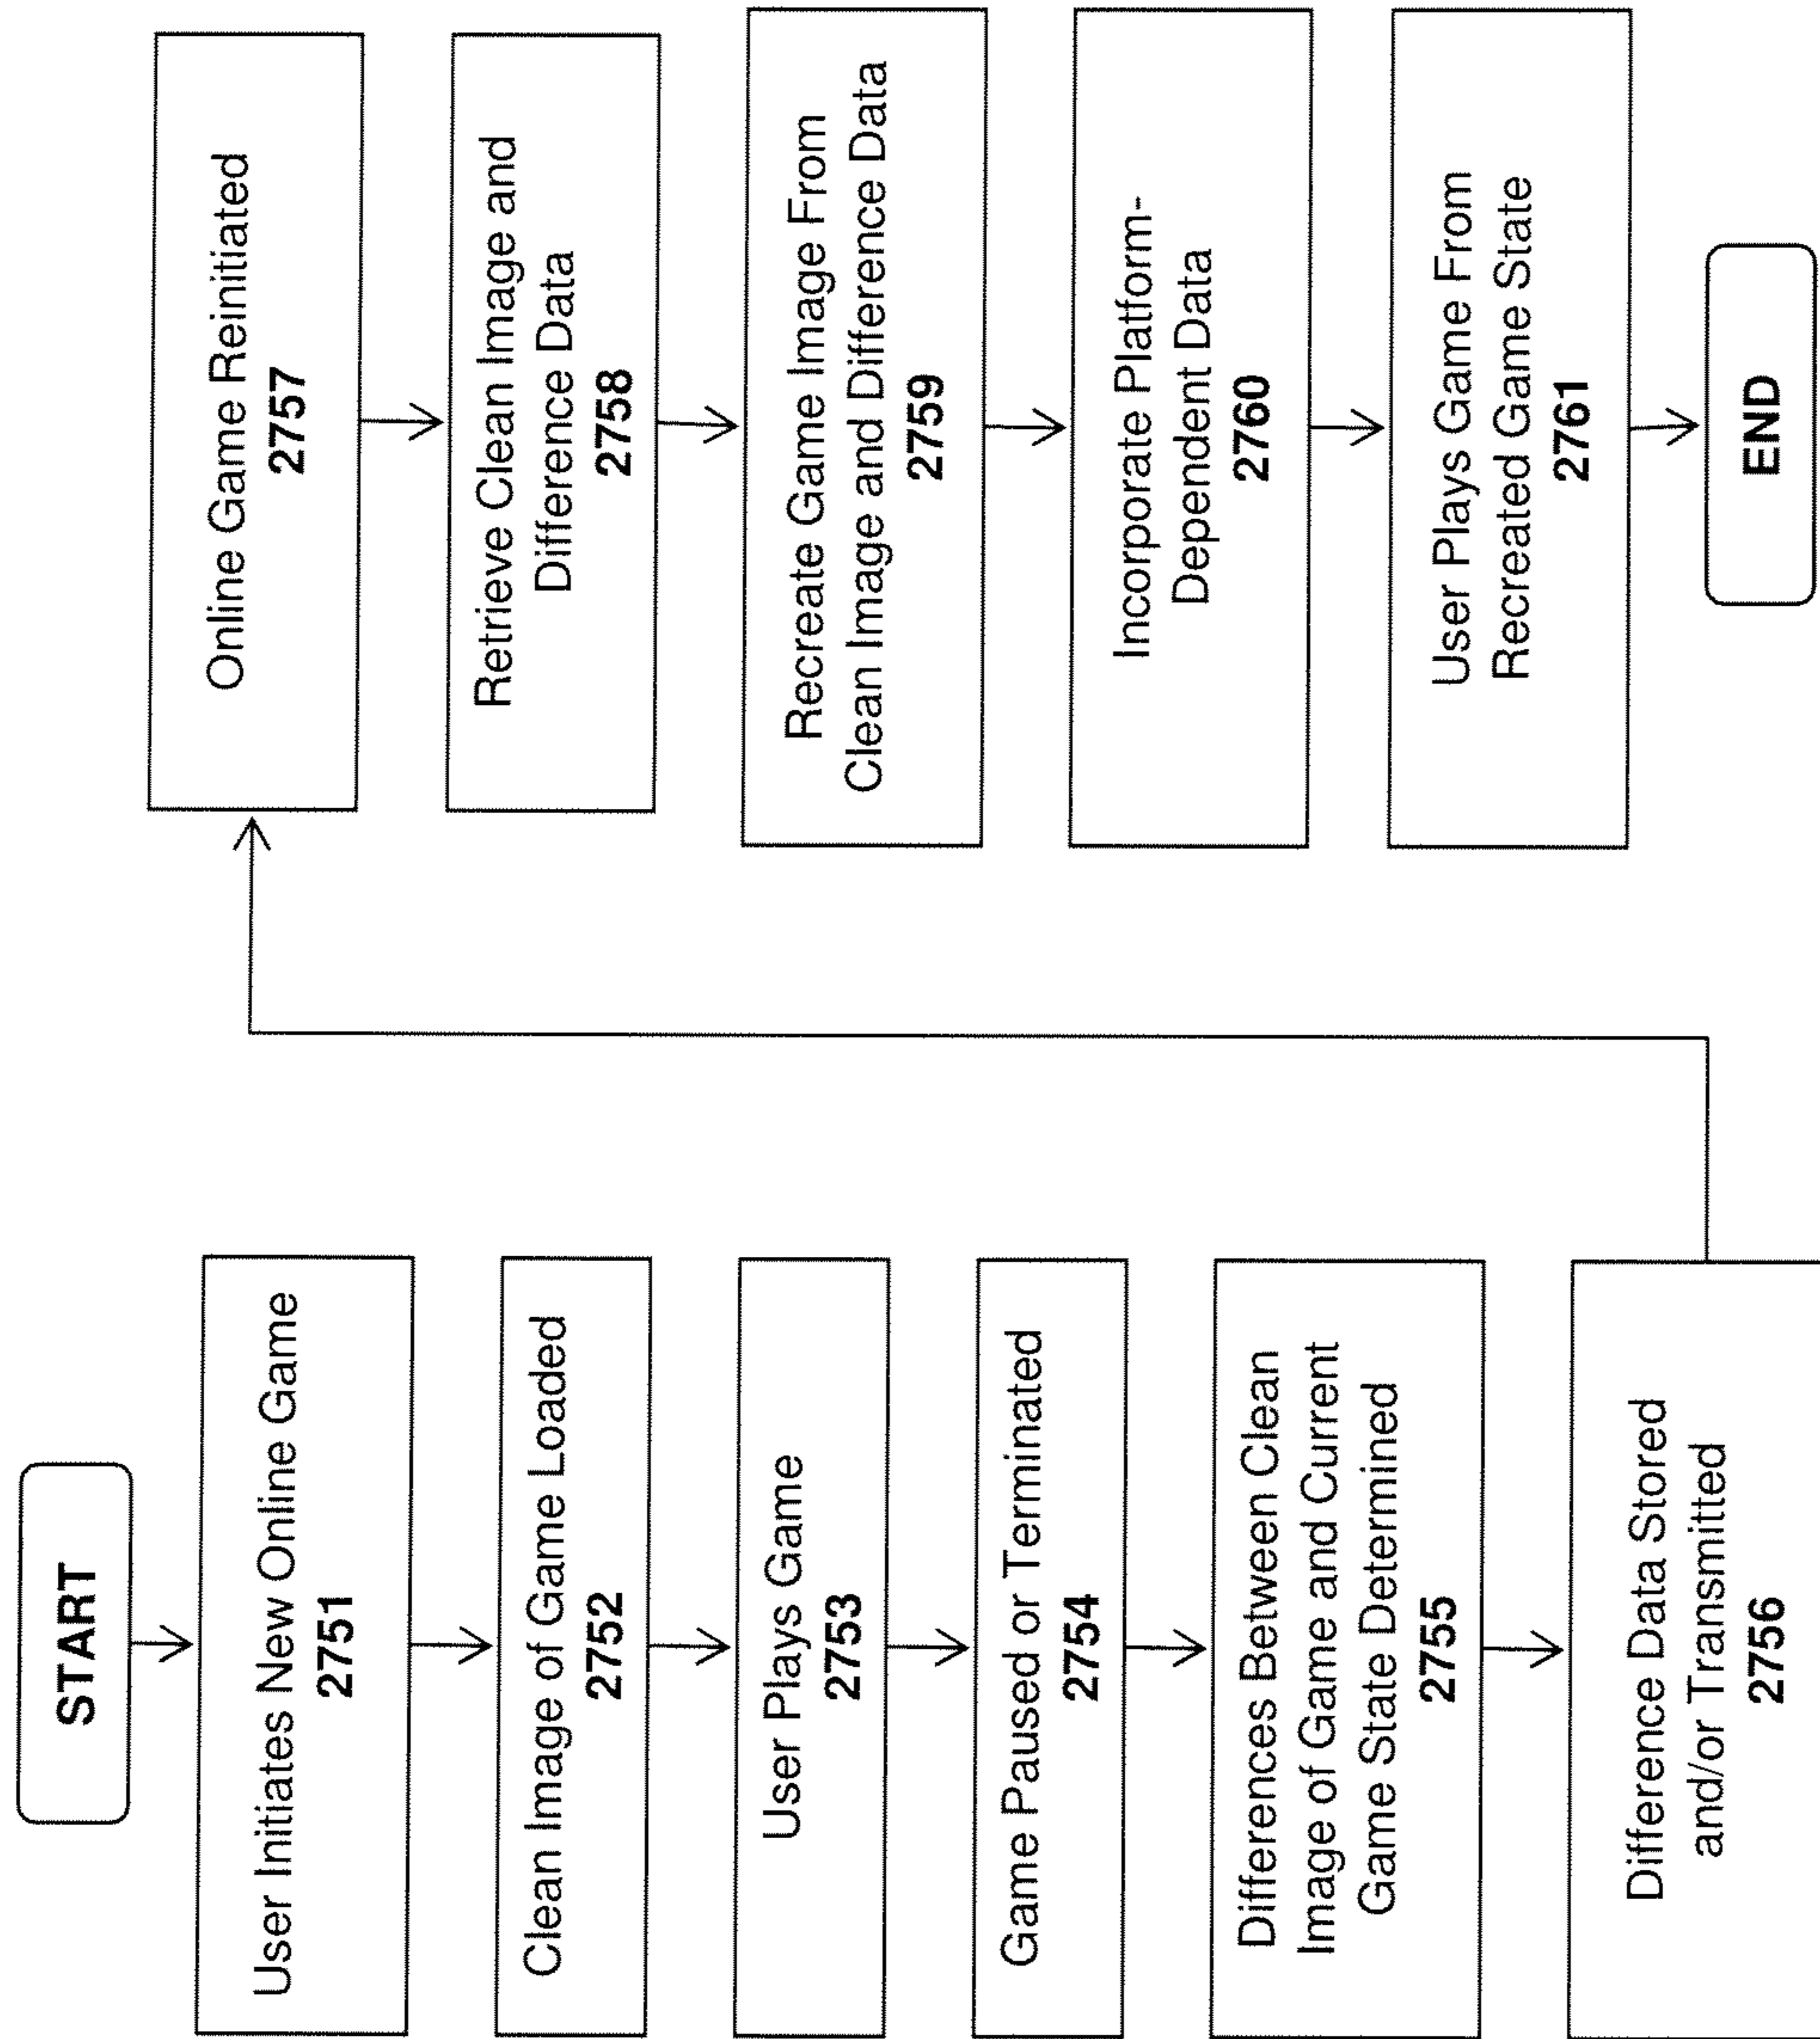 START
User Initiates New Online Game
2751
Clean Image of Game Loaded
2752
User Plays Game
2753
Game Paused or Terminated
2754
Differences Between Clean
Image of Game and Current
Game State Determined
2755
Difference Data Stored
and/or Transmitted
2756
Online Game Reinitiated
2757
Retrieve Clean Image and
Difference Data
2758
Recreate Game Image From
Clean Image and Difference Data
2759
Incorporate Platform-
Dependent Data
2760
User Plays Game From
Recreated Game State
2761
END